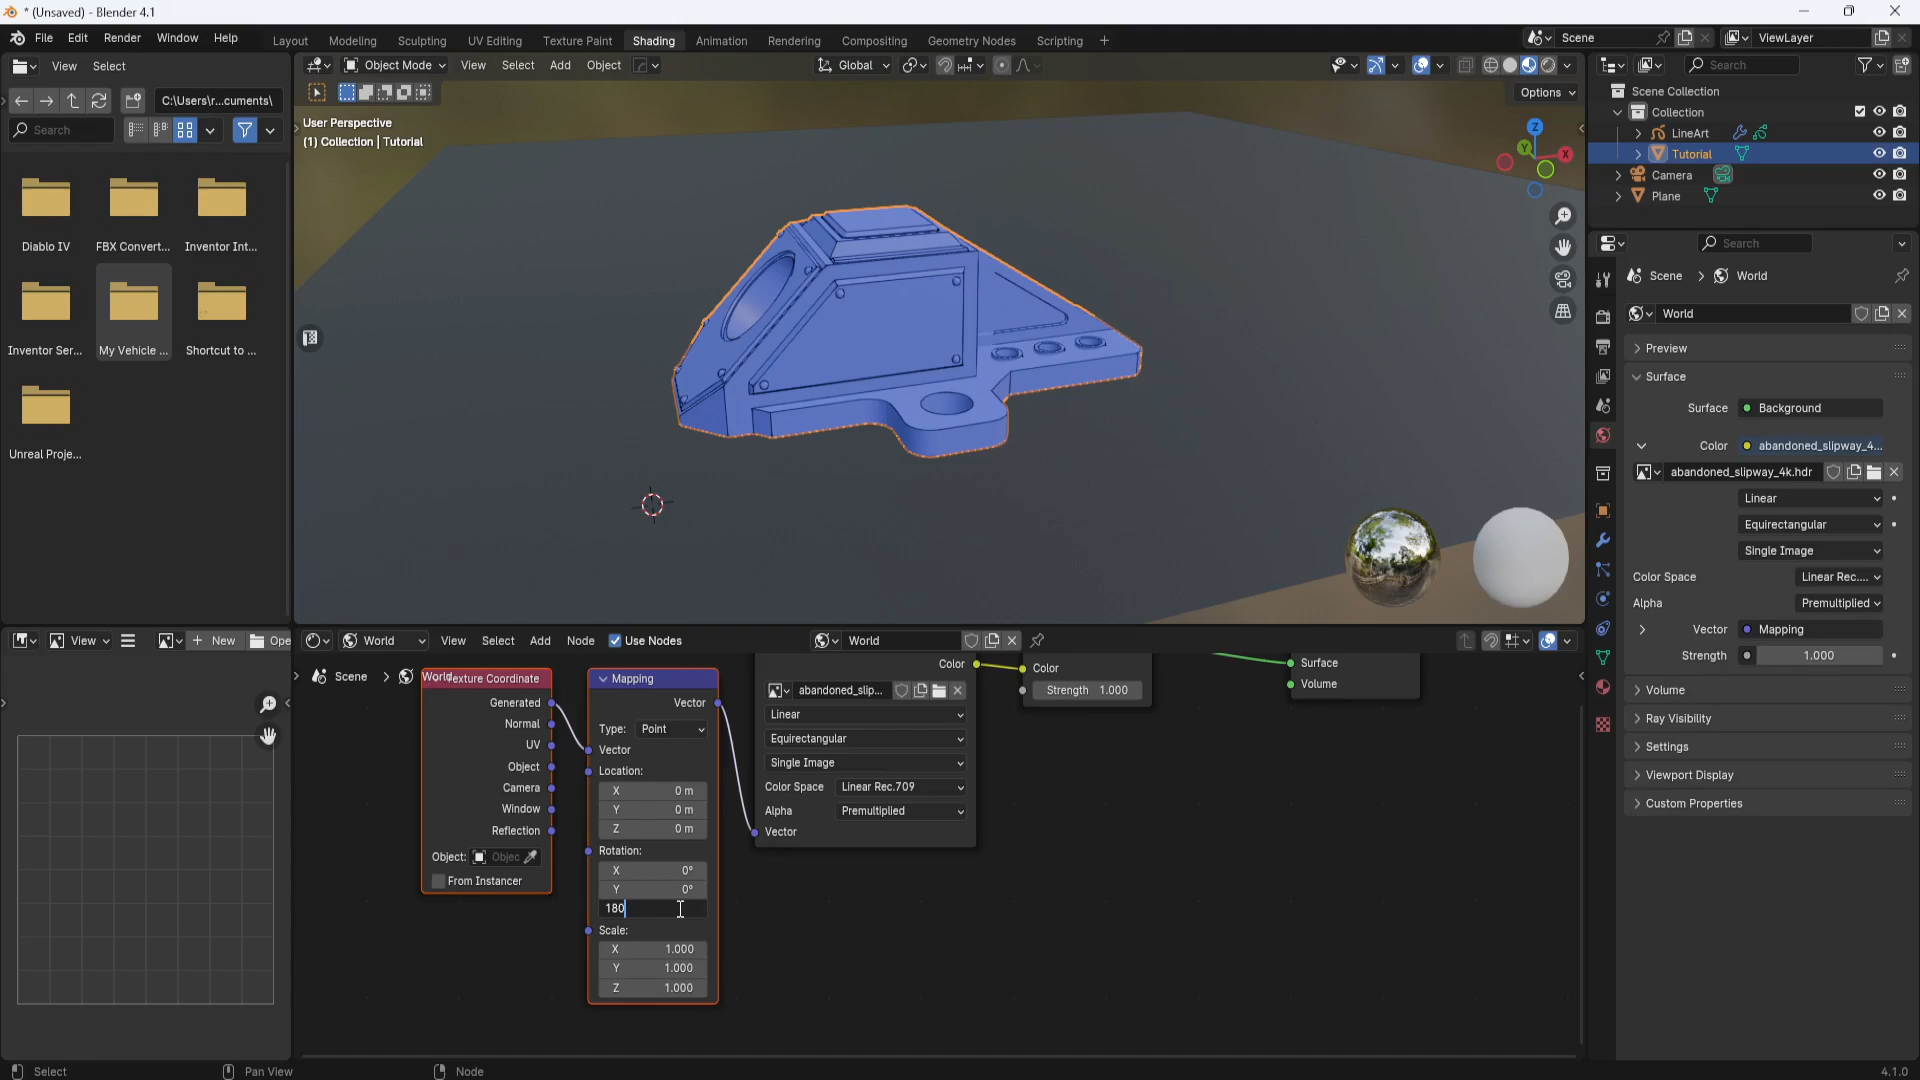 * (Unsaved) - Blender 4.1
File Edit Render Window Help
Layout Modeling Sculpting UV Editing Texture Paint Shading Animation Rendering Compositing Geometry Nodes Scripting +
Scene
ViewLayer
View Select
Object Mode View Select Add Object
Global
Search
C:\Users\r...cuments\
Search
Options
User Perspective
(1) Collection | Tutorial
Z
Y
X
Diablo IV
FBX Convert...
Inventor Int...
Inventor Ser...
My Vehicle ...
Shortcut to ...
Unreal Proje...
Scene Collection
Collection
LineArt
Tutorial
Camera
Plane
Search
Scene > World
World
Preview
Surface
Surface Background
Color abandoned_slipway_4...
abandoned_slipway_4k.hdr
Linear
Equirectangular
Single Image
Color Space Linear Rec....
Alpha Premultiplied
Vector Mapping
Strength 1.000
Volume
Ray Visibility
Settings
Viewport Display
Custom Properties
View
New
Ope
World View Select Add Node Use Nodes
World
Scene > World
Texture Coordinate
Generated
Normal
UV
Object
Camera
Window
Reflection
Object: Objec
From Instancer
Mapping
Vector
Type: Point
Vector
Location:
X 0 m
Y 0 m
Z 0 m
Rotation:
X 0°
Y 0°
180
Scale:
X 1.000
Y 1.000
Z 1.000
Color
abandoned_slip...
Linear
Equirectangular
Single Image
Color Space Linear Rec.709
Alpha Premultiplied
Vector
Color
Strength 1.000
Surface
Volume
Select
Pan View
Node
4.1.0